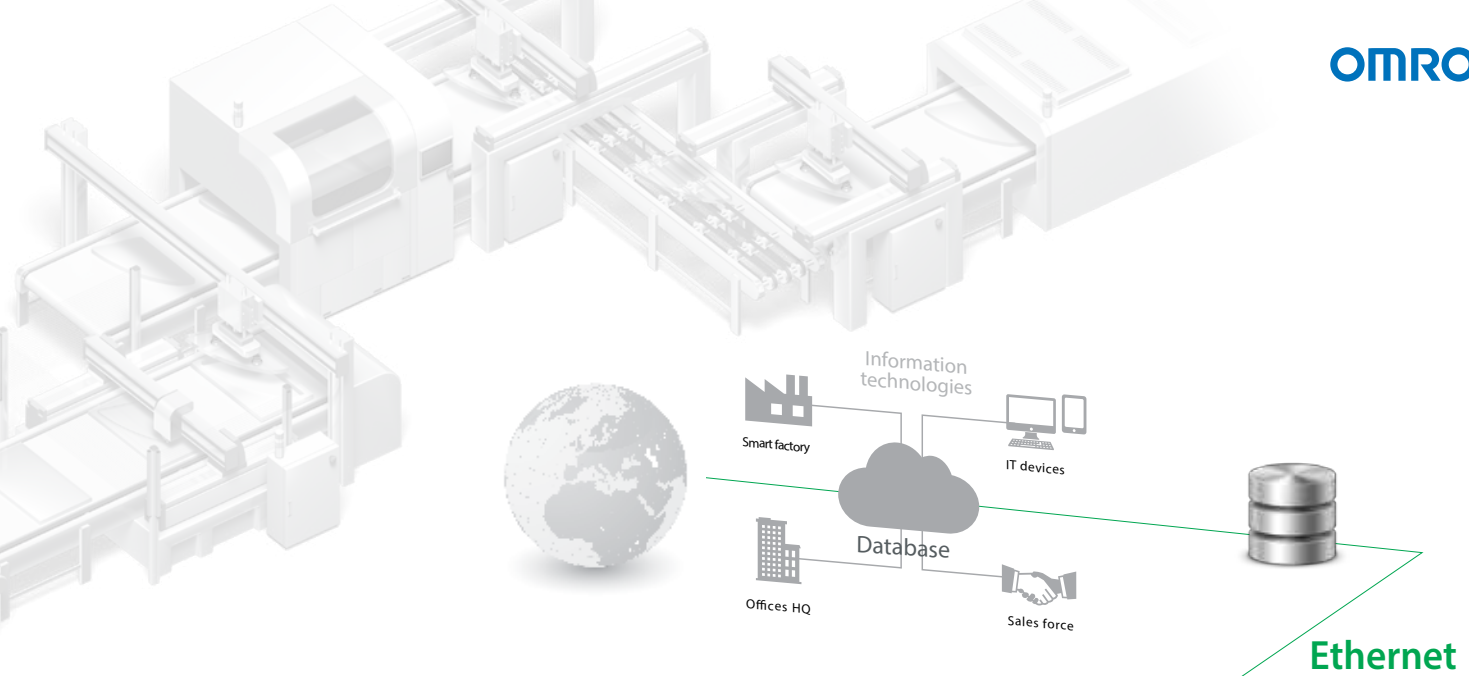 OMRO
Information
technologies
Smart factory
IT devices
Database
Offices HQ
Sales force
Ethernet